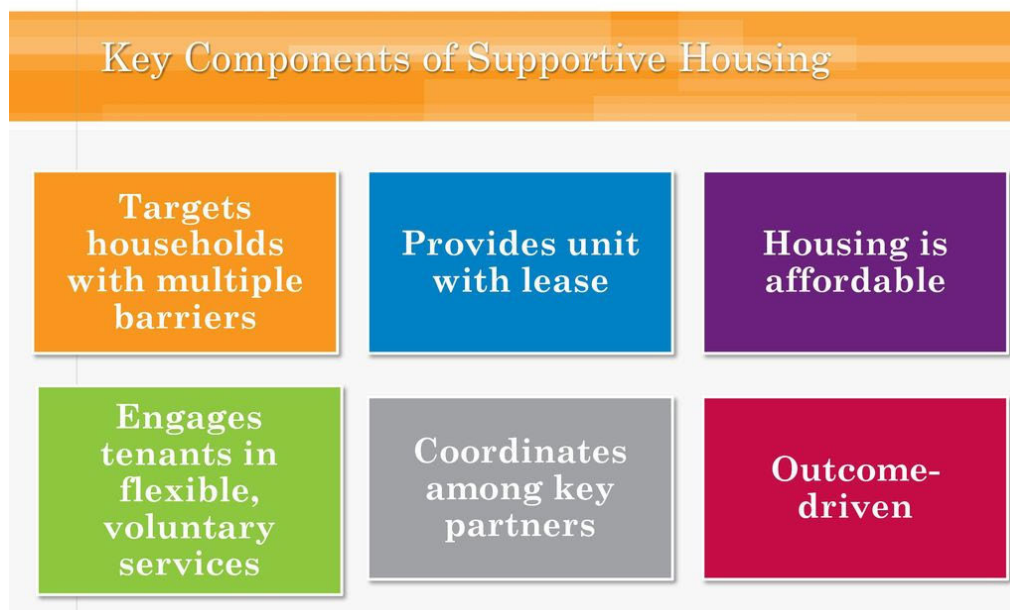 Key Components of Supportive Housing
Targets
households
with multiple
barriers
Provides unit
with lease
Housing is
affordable
Engages
tenants in
flexible,
voluntary
services
Coordinates
among key
partners
Outcome-
driven